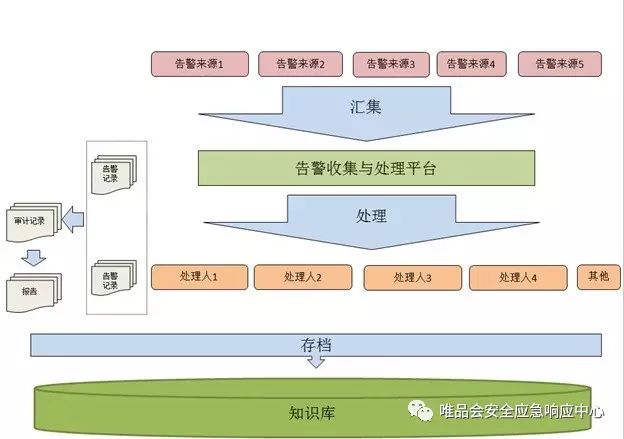 告警来源1
告警来源2
告警来源3
告警来源4
告警来源5
汇集
告警收集与处理平台
告警
记录
审计记录
处理
报告
告警
记录
处理人1
处理人2
处理人3
处理人4
其他
存档
知识库
唯品会安全应急响应中心